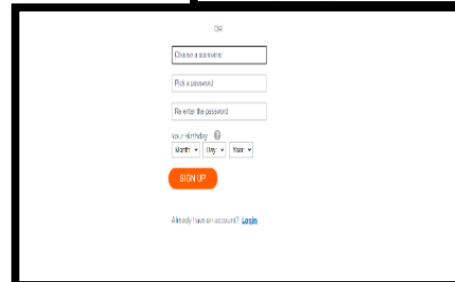 OR
Choose a username
Pick a password
Re enter the password
Your Birthday
Month Day Year
SIGN UP
Already have an account? Login